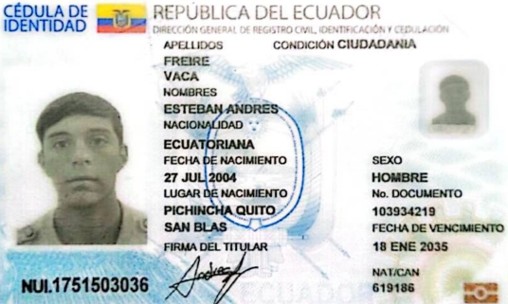 CÉDULA DE
IDENTIDAD
REPÚBLICA DEL ECUADOR
DIRECCIÓN GENERAL DE REGISTRO CIVIL, IDENTIFICACIÓN Y CEDULACIÓN
APELLIDOS
CONDICIÓN CIUDADANIA
FREIRE
VACA
NOMBRES
ESTEBAN ANDRES
NACIONALIDAD
ECUATORIANA
FECHA DE NACIMIENTO
SEXO
27 JUL 2004
HOMBRE
LUGAR DE NACIMIENTO
No. DOCUMENTO
PICHINCHA QUITO
103934219
SAN BLAS
FECHA DE VENCIMIENTO
FIRMA DEL TITULAR
18 ENE 2035
NAT/CAN
NUI.1751503036
619186
ECUADOR